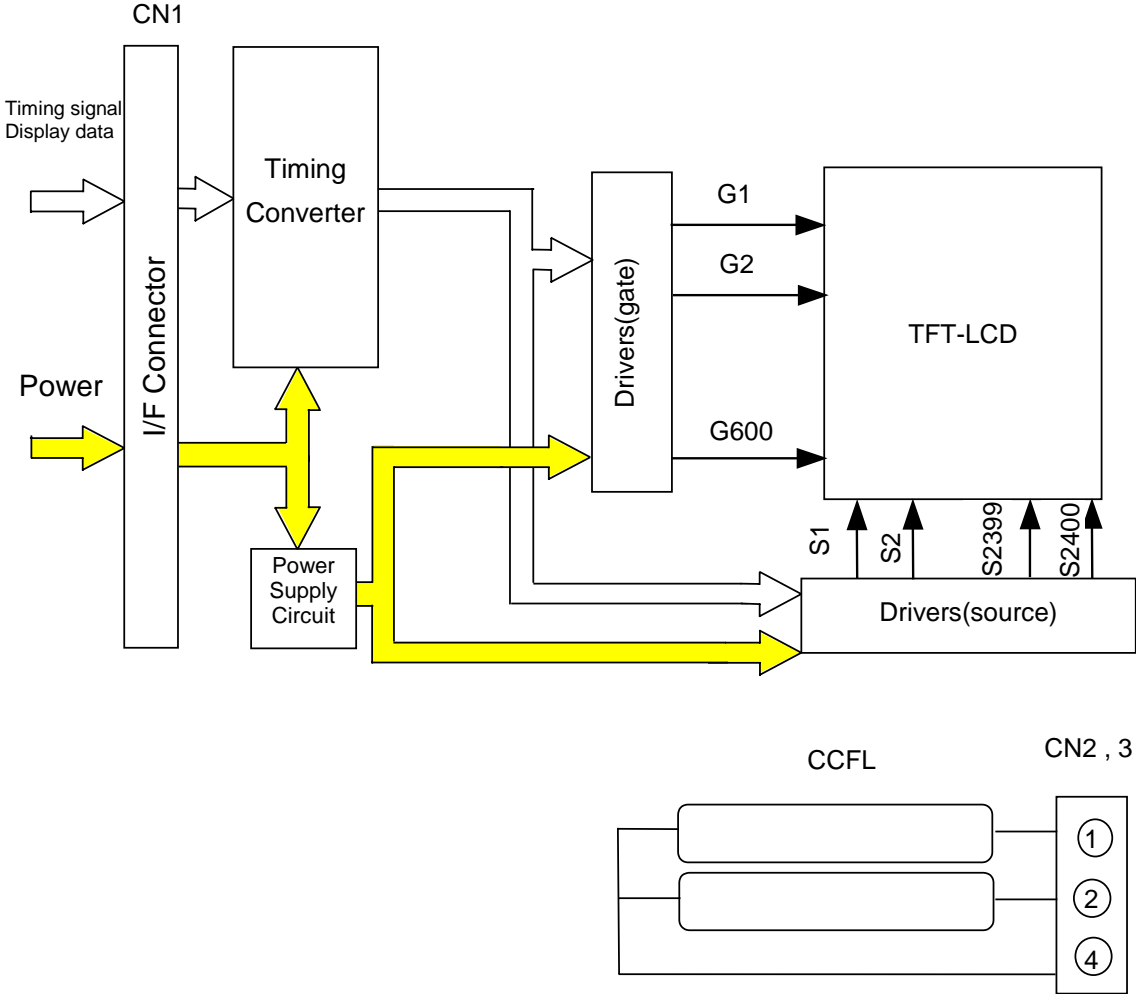 CN1
Timing signal
Display data
Timing
Converter
I/F Connector
Power
Power
Supply
Circuit
Drivers(gate)
G1
G2
G600
TFT-LCD
S1
S2
S2399
S2400
Drivers(source)
CCFL
CN2 , 3
1
2
4